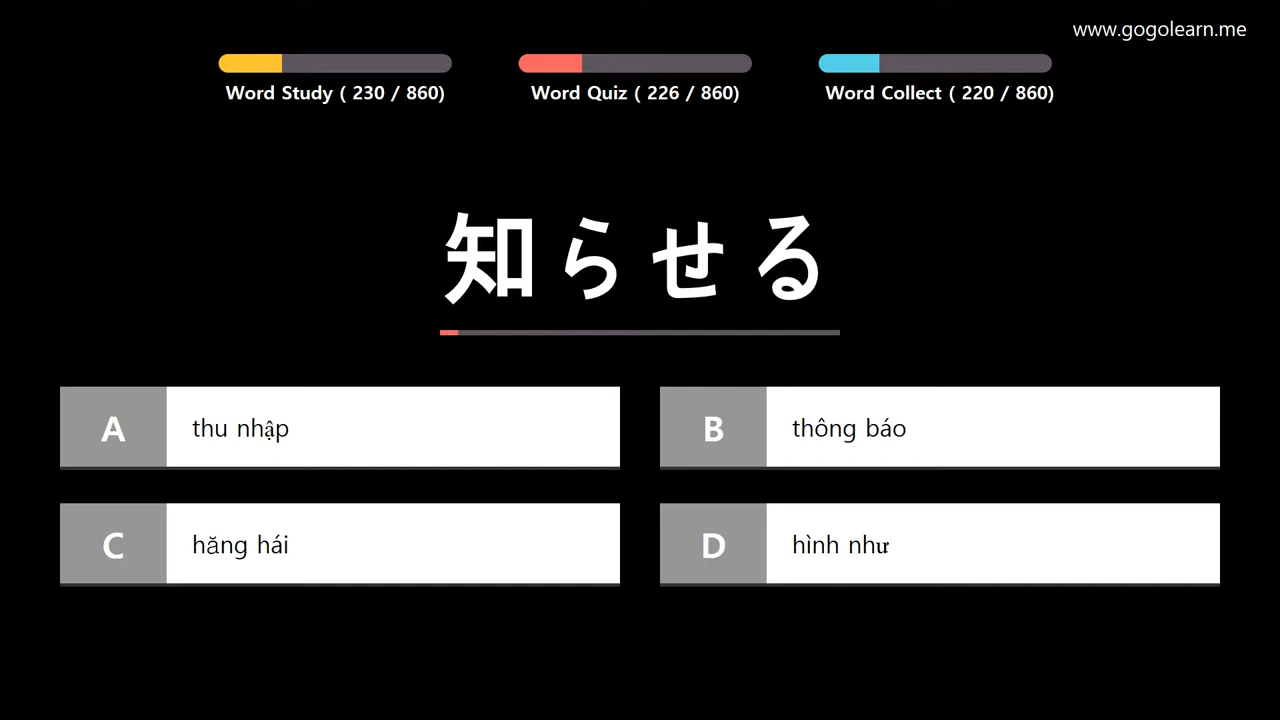 www.gogolearn.me
Word Study ( 230 / 860)
Word Quiz ( 226 / 860)
Word Collect ( 220 / 860)
知らせる
A thu nhập
B thông báo
C hăng hái
D hình như